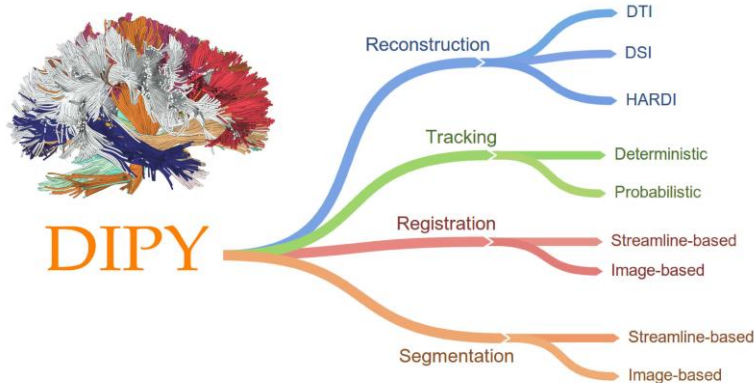 DIPY
Reconstruction
DTI
DSI
HARDI
Tracking
Deterministic
Probabilistic
Registration
Streamline-based
Image-based
Segmentation
Streamline-based
Image-based